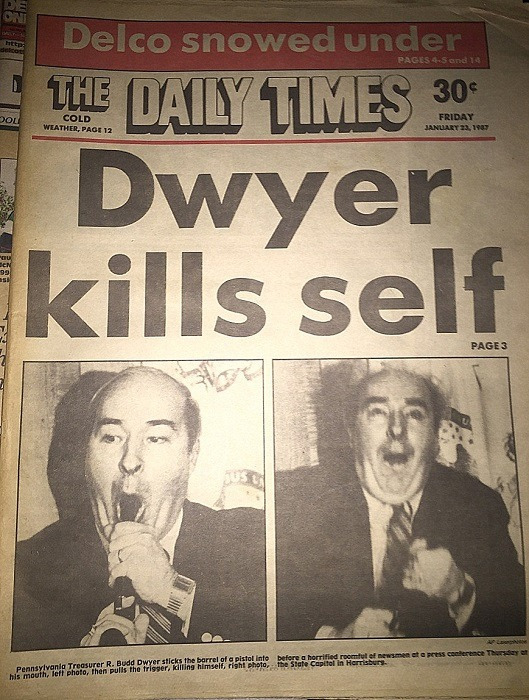 Delco snowed under
PAGES 4-5 and 14
THE DAILY TIMES
COLD
WEATHER, PAGE 12
30¢
FRIDAY
JANUARY 23, 1987
Dwyer
kills self
PAGE 3
AP Laserphotos
Pennsylvania Treasurer R. Budd Dwyer sticks the barrel of a pistol into
his mouth, left photo, then pulls the trigger, killing himself, right photo,
before a horrified roomful of newsmen at a press conference Thursday at
the State Capitol in Harrisburg.